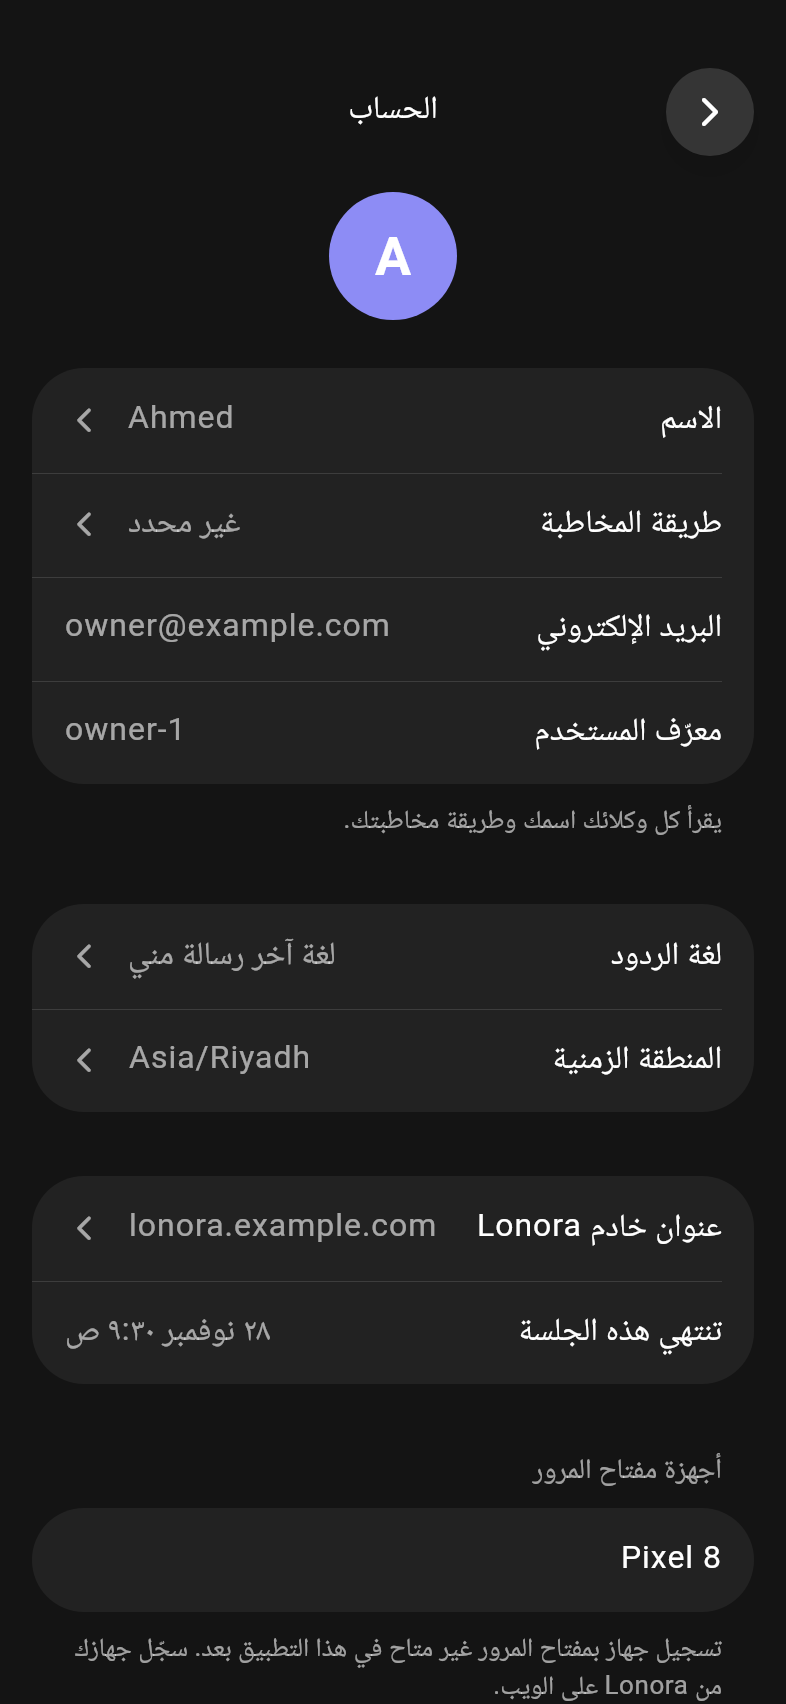 الحساب
A
الاسم Ahmed
طريقة المخاطبة غير محدد
البريد الإلكتروني owner@example.com
معرّف المستخدم owner-1
يقرأ كل وكلائك اسمك وطريقة مخاطبتك.
لغة الردود لغة آخر رسالة مني
المنطقة الزمنية Asia/Riyadh
عنوان خادم Lonora lonora.example.com
تنتهي هذه الجلسة ٢٨ نوفمبر ٩:٣٠ ص
أجهزة مفتاح المرور
Pixel 8
تسجيل جهاز بمفتاح المرور غير متاح في هذا التطبيق بعد. سجّل جهازك
من Lonora على الويب.